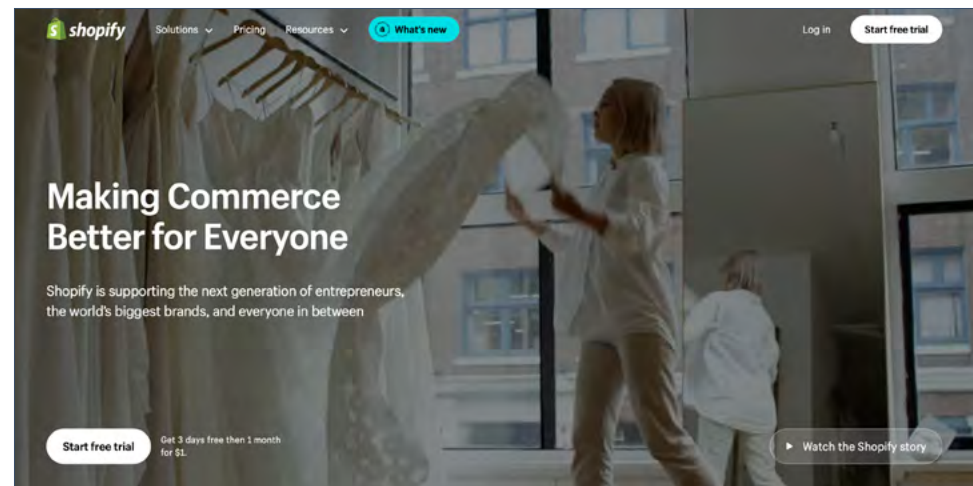 shopify
Solutions
Pricing
Resources
What's new
Log in
Start free trial
Making Commerce
Better for Everyone
Shopify is supporting the next generation of entrepreneurs,
the world's biggest brands, and everyone in between
Start free trial
Get 3 days free then 1 month
for $1.
Watch the Shopify story